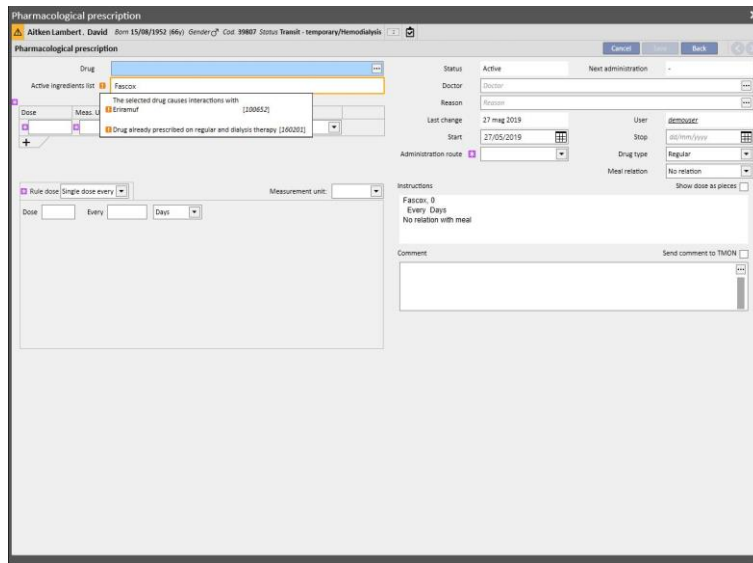 Pharmacological prescription
Aitken Lambert, David Born 15/08/1952 (66y) Gender Cod. 39807 Status Transit - temporary/Hemodialysis
Pharmacological prescription Cancel Save Back
Drug
Active ingredients list Fascox
The selected drug causes interactions with
Eriramuf [100652]
Drug already prescribed on regular and dialysis therapy [160201]
Dose Meas. U
+
Rule dose Single dose every Measurement unit:
Dose Every Days
Status Active Next administration -
Doctor Doctor
Reason Reason
Last change 27 mag 2019 User demouser
Start 27/05/2019 Stop dd/mm/yyyy
Administration route Drug type Regular
Meal relation No relation
Instructions Show dose as pieces
Fascox, 0
Every Days
No relation with meal
Comment Send comment to TMON